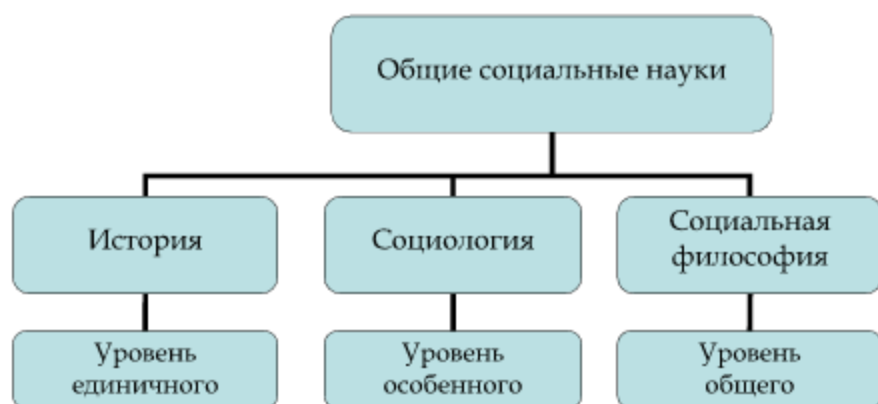 Общие социальные науки
История
Социология
Социальная
философия
Уровень
единичного
Уровень
особенного
Уровень
общего